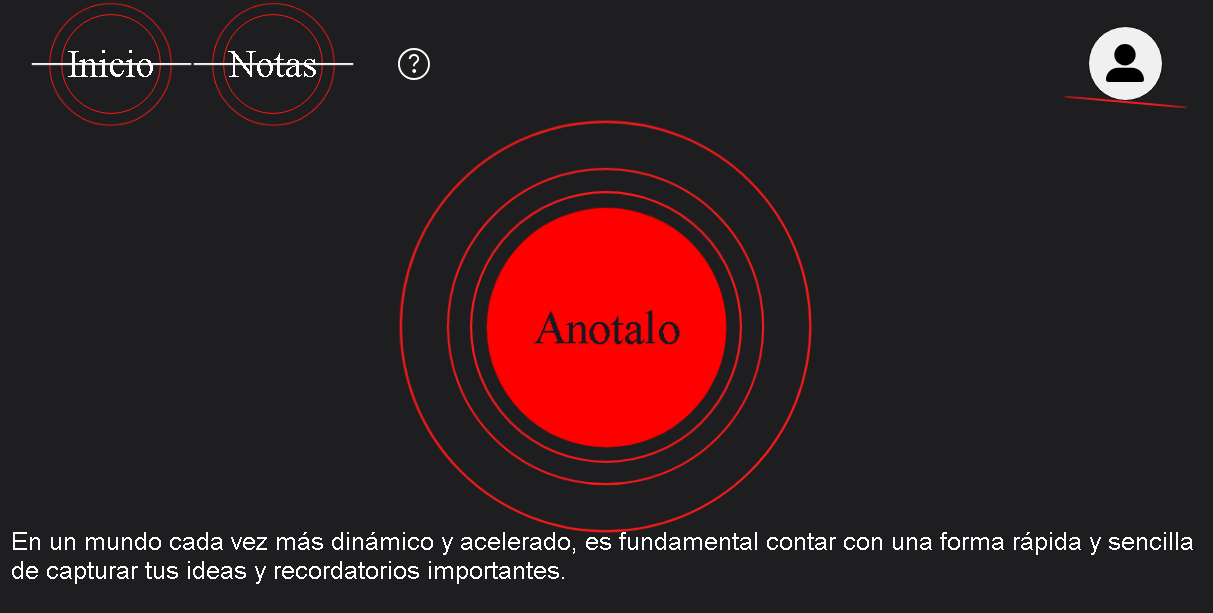 Inicio
Notas
?
Anotalo
En un mundo cada vez más dinámico y acelerado, es fundamental contar con una forma rápida y sencilla
de capturar tus ideas y recordatorios importantes.